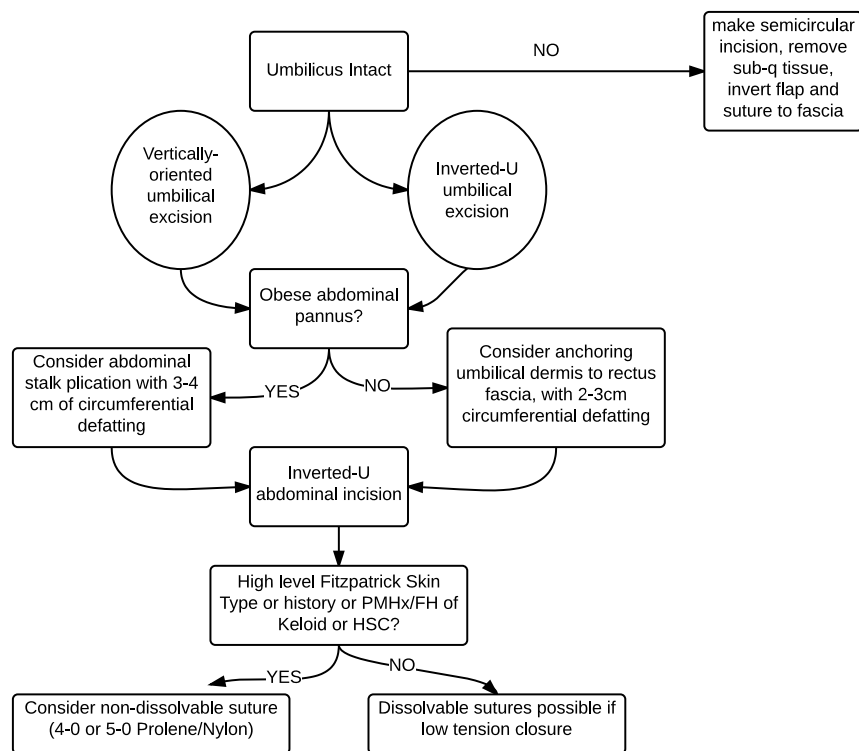 Umbilicus Intact
NO
make semicircular
incision, remove
sub-q tissue,
invert flap and
suture to fascia
Vertically-
oriented
umbilical
excision
Inverted-U
umbilical
excision
Obese abdominal
pannus?
Consider abdominal
stalk plication with 3-4
cm of circumferential
defatting
YES
NO
Consider anchoring
umbilical dermis to rectus
fascia, with 2-3cm
circumferential defatting
Inverted-U
abdominal incision
High level Fitzpatrick Skin
Type or history or PMHx/FH of
Keloid or HSC?
YES
NO
Consider non-dissolvable suture
(4-0 or 5-0 Prolene/Nylon)
Dissolvable sutures possible if
low tension closure